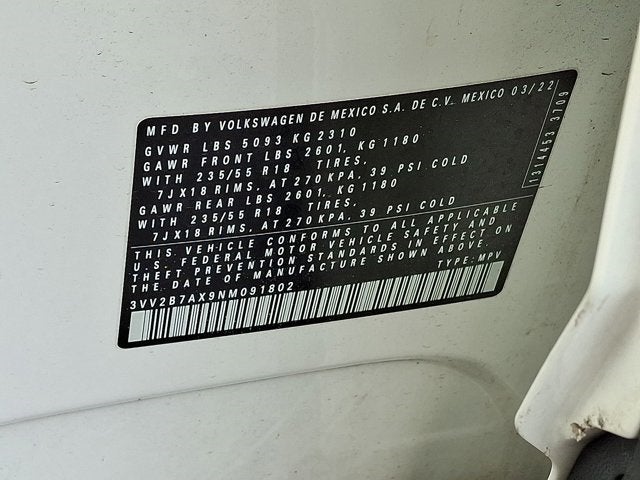 MFD BY VOLKSWAGEN DE MEXICO S.A. DE C.V. MEXICO 03/22
GVWR LBS 5093 KG 2310
GAWR FRONT LBS 2601, KG 1180
WITH 235/55 R18 TIRES,
7JX18 RIMS, AT 270 KPA, 39 PSI COLD
GAWR REAR LBS 2601, KG 1180
WITH 235/55 R18 TIRES,
7JX18 RIMS, AT 270 KPA, 39 PSI COLD
THIS VEHICLE CONFORMS TO ALL APPLICABLE
U.S. FEDERAL MOTOR VEHICLE SAFETY AND
THEFT PREVENTION STANDARDS IN EFFECT ON
THE DATE OF MANUFACTURE SHOWN ABOVE.
3VV2B7AX9NM091802 TYPE: MPV
1314453 3709